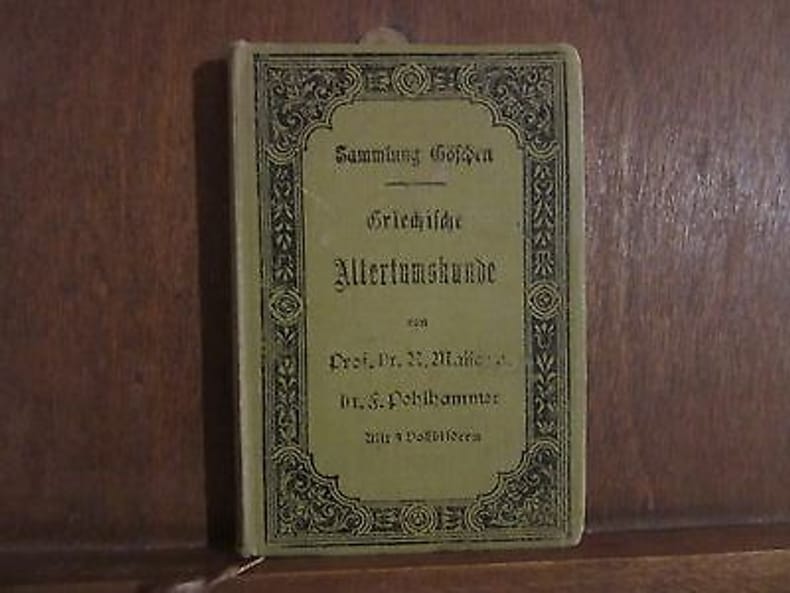 Sammlung Göschen
Griechische
Altertumskunde
von
Prof. Dr. R. Maisch
Dr. F. Pohlhammer
Mit 9 Vollbildern